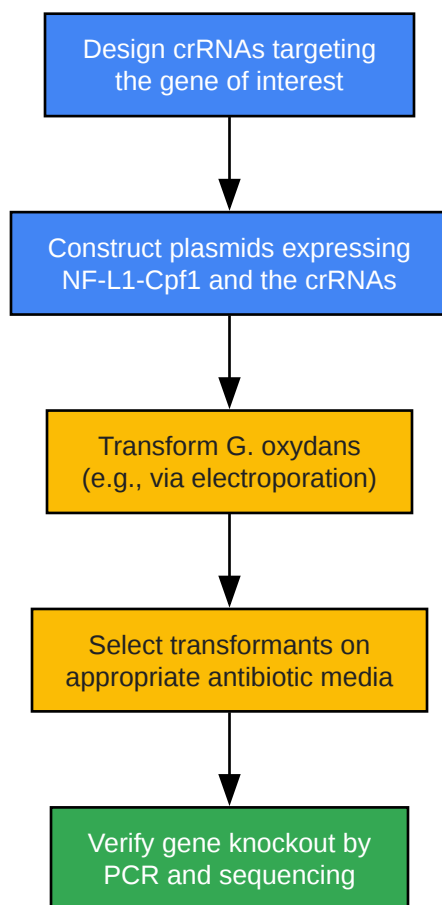 Design crRNAs targeting
the gene of interest
Construct plasmids expressing
NF-L1-Cpf1 and the crRNAs
Transform G. oxydans
(e.g., via electroporation)
Select transformants on
appropriate antibiotic media
Verify gene knockout by
PCR and sequencing